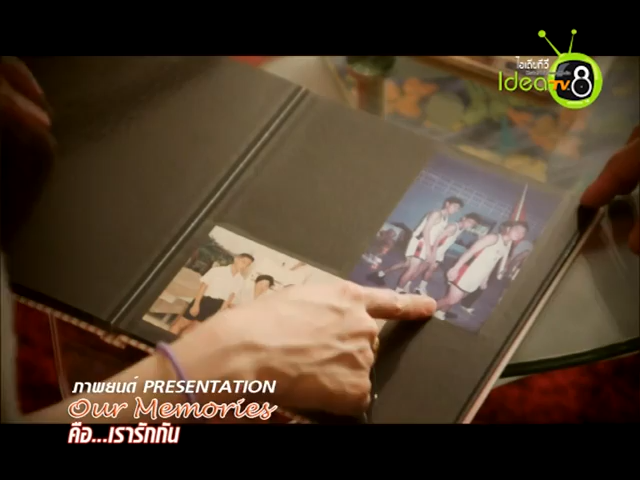 ไอเดียทีวี
Idea TV. 8
ภาพยนต์ PRESENTATION
Our Memories
คือ...เรารักกัน